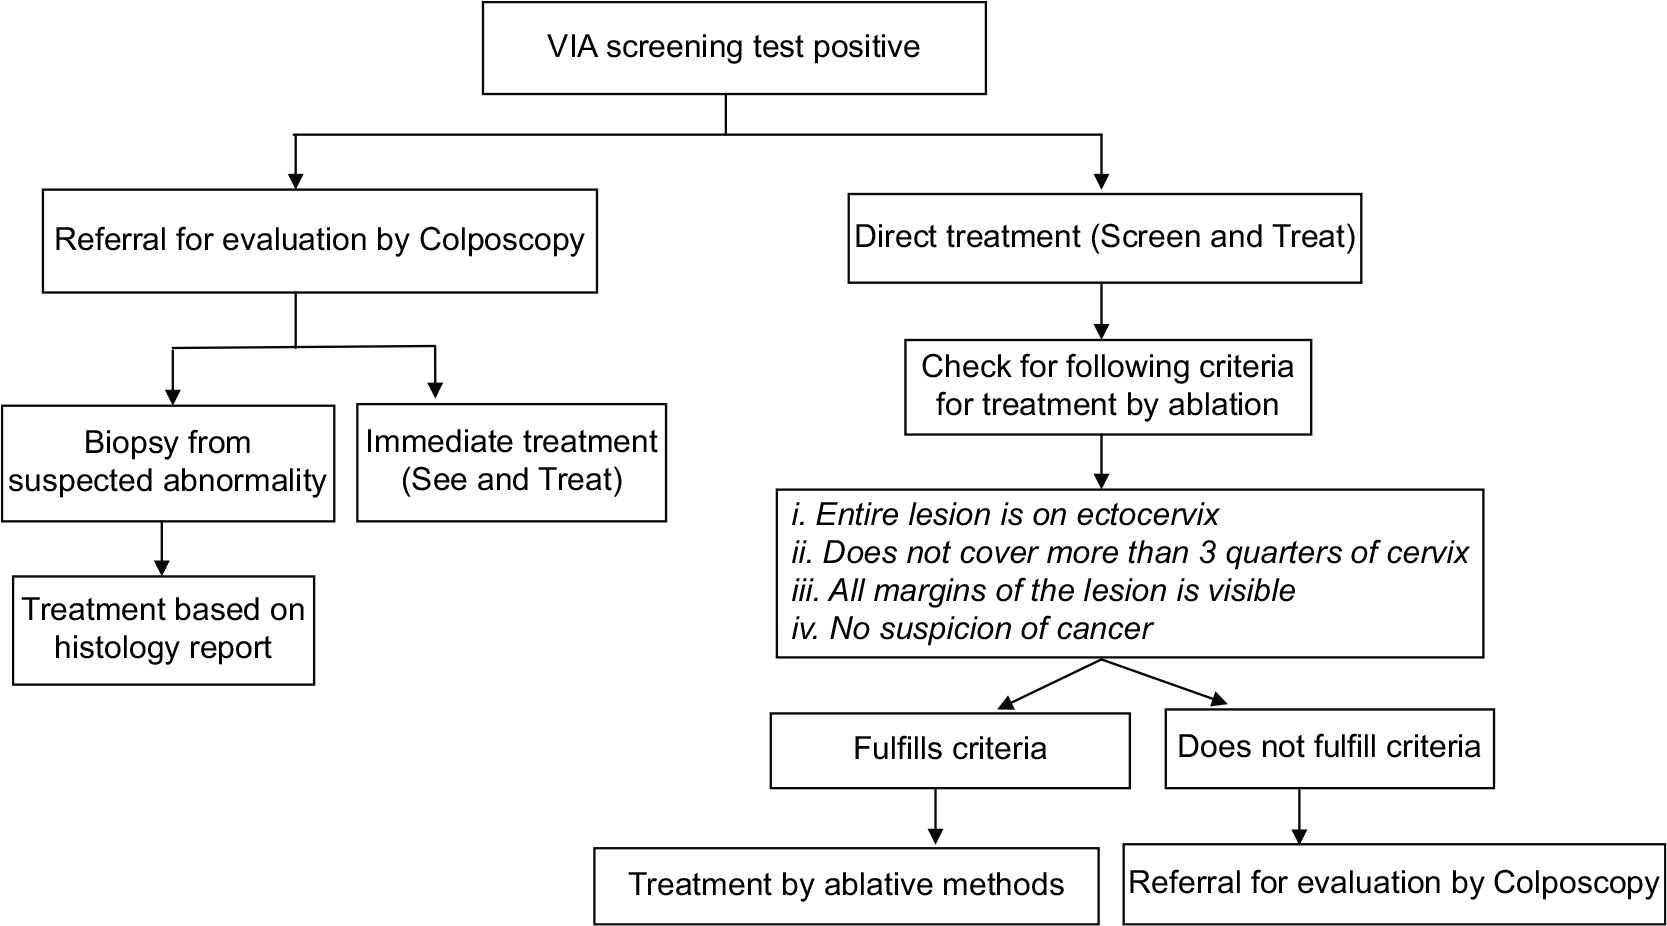 VIA screening test positive
Referral for evaluation by Colposcopy
Direct treatment (Screen and Treat)
Check for following criteria
for treatment by ablation
Biopsy from
suspected abnormality
Immediate treatment
(See and Treat)
i. Entire lesion is on ectocervix
ii. Does not cover more than 3 quarters of cervix
iii. All margins of the lesion is visible
iv. No suspicion of cancer
Treatment based on
histology report
Fulfills criteria
Does not fulfill criteria
Treatment by ablative methods
Referral for evaluation by Colposcopy